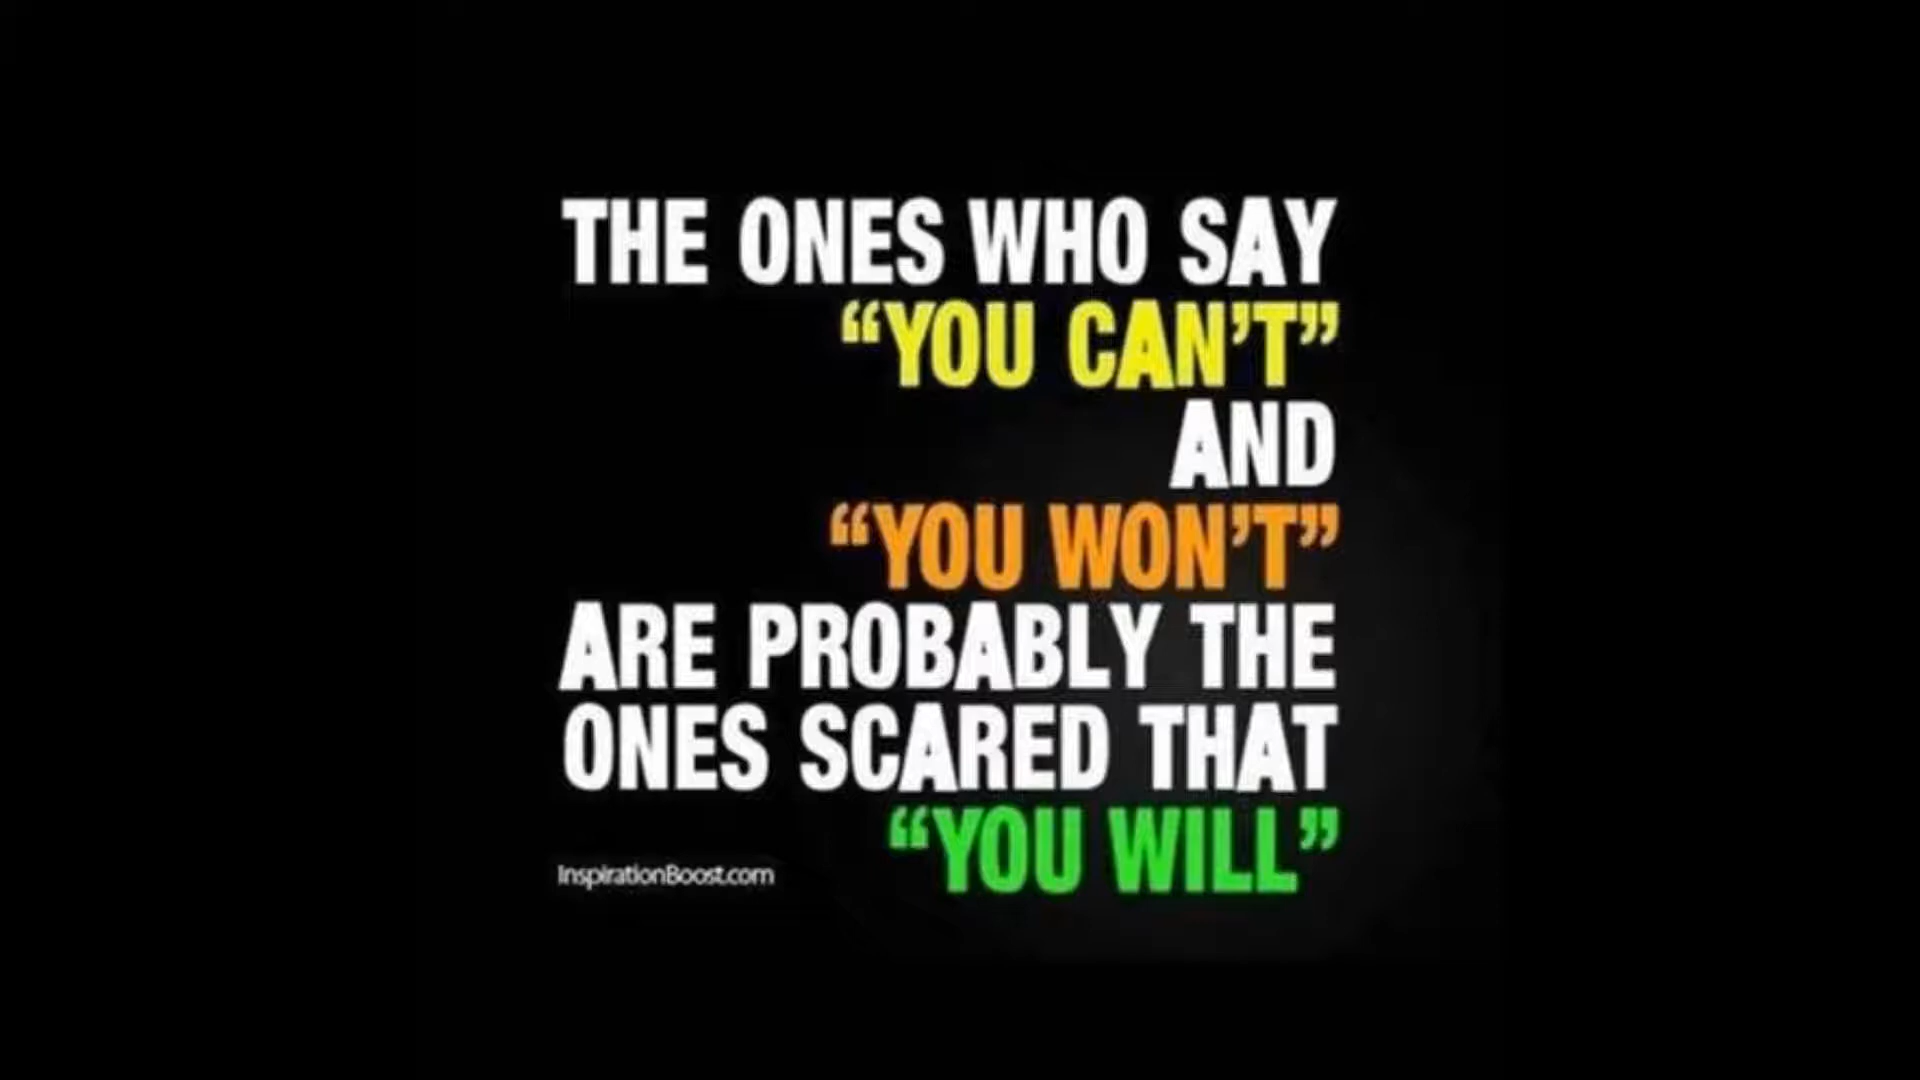 THE ONES WHO SAY
“YOU CAN’T”
AND
“YOU WON’T”
ARE PROBABLY THE
ONES SCARED THAT
“YOU WILL”
InspirationBoost.com